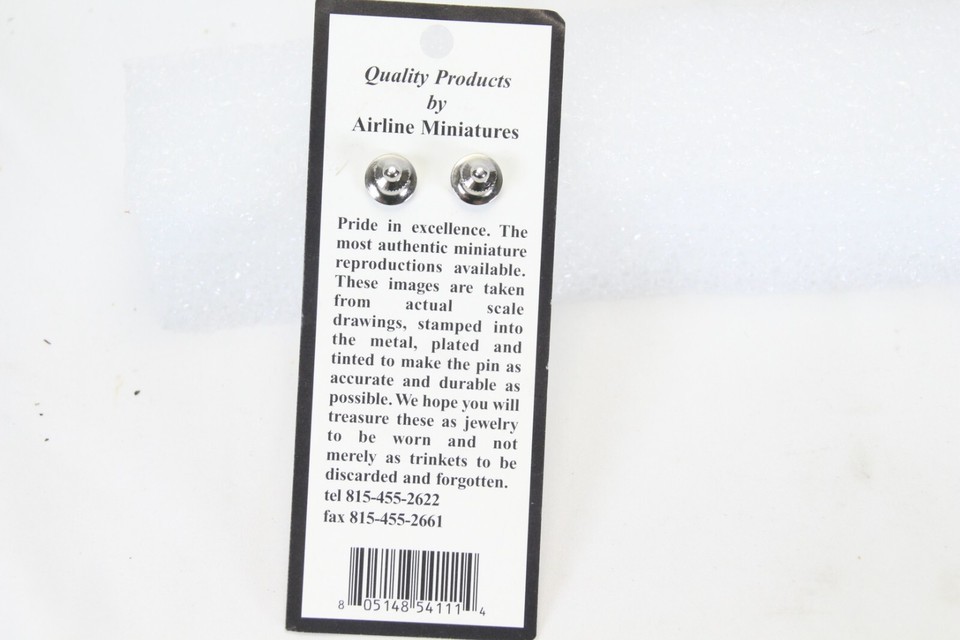 Quality Products
by
Airline Miniatures
Pride in excellence. The
most authentic miniature
reproductions available.
These images are taken
from actual scale
drawings, stamped into
the metal, plated and
tinted to make the pin as
accurate and durable as
possible. We hope you will
treasure these as jewelry
to be worn and not
merely as trinkets to be
discarded and forgotten.
tel 815-455-2622
fax 815-455-2661
8 05148 54111 4